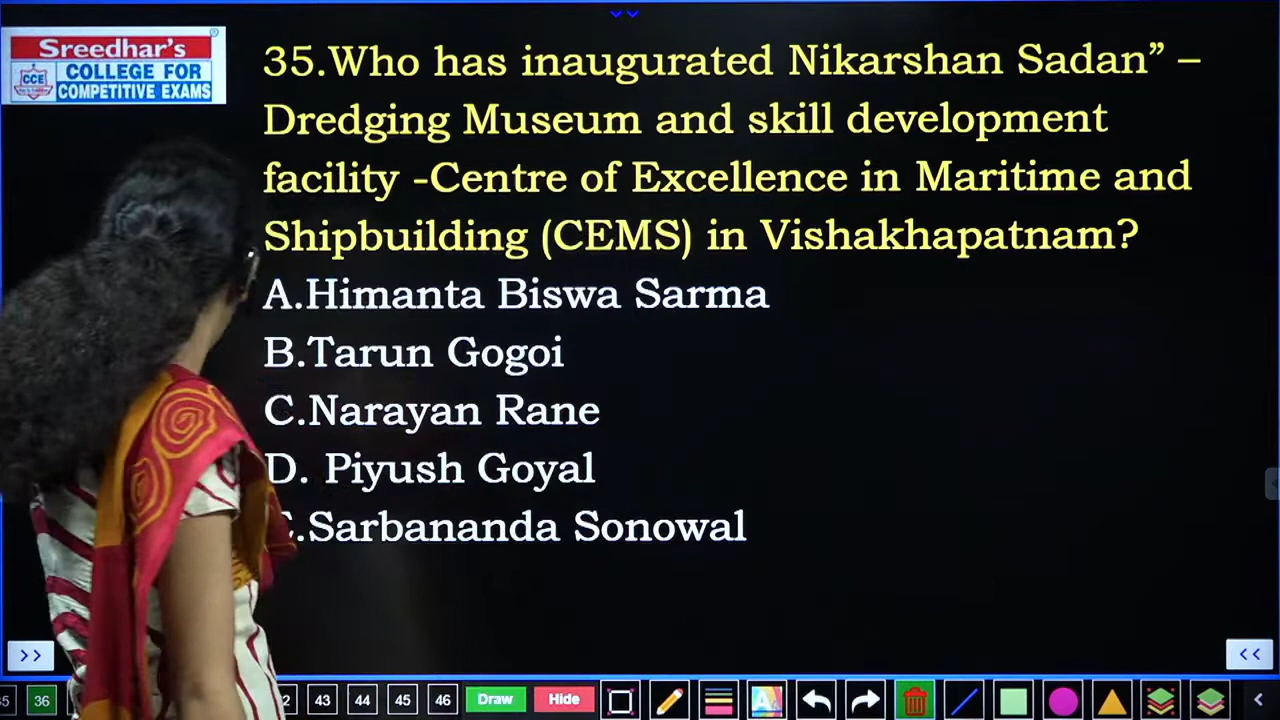 Sreedhar's
CCE
COLLEGE FOR
COMPETITIVE EXAMS
35.Who has inaugurated Nikarshan Sadan” –
Dredging Museum and skill development
facility -Centre of Excellence in Maritime and
Shipbuilding (CEMS) in Vishakhapatnam?
A.Himanta Biswa Sarma
B.Tarun Gogoi
C.Narayan Rane
D. Piyush Goyal
E.Sarbananda Sonowal
>> <<
36 43 44 45 46 Draw Hide